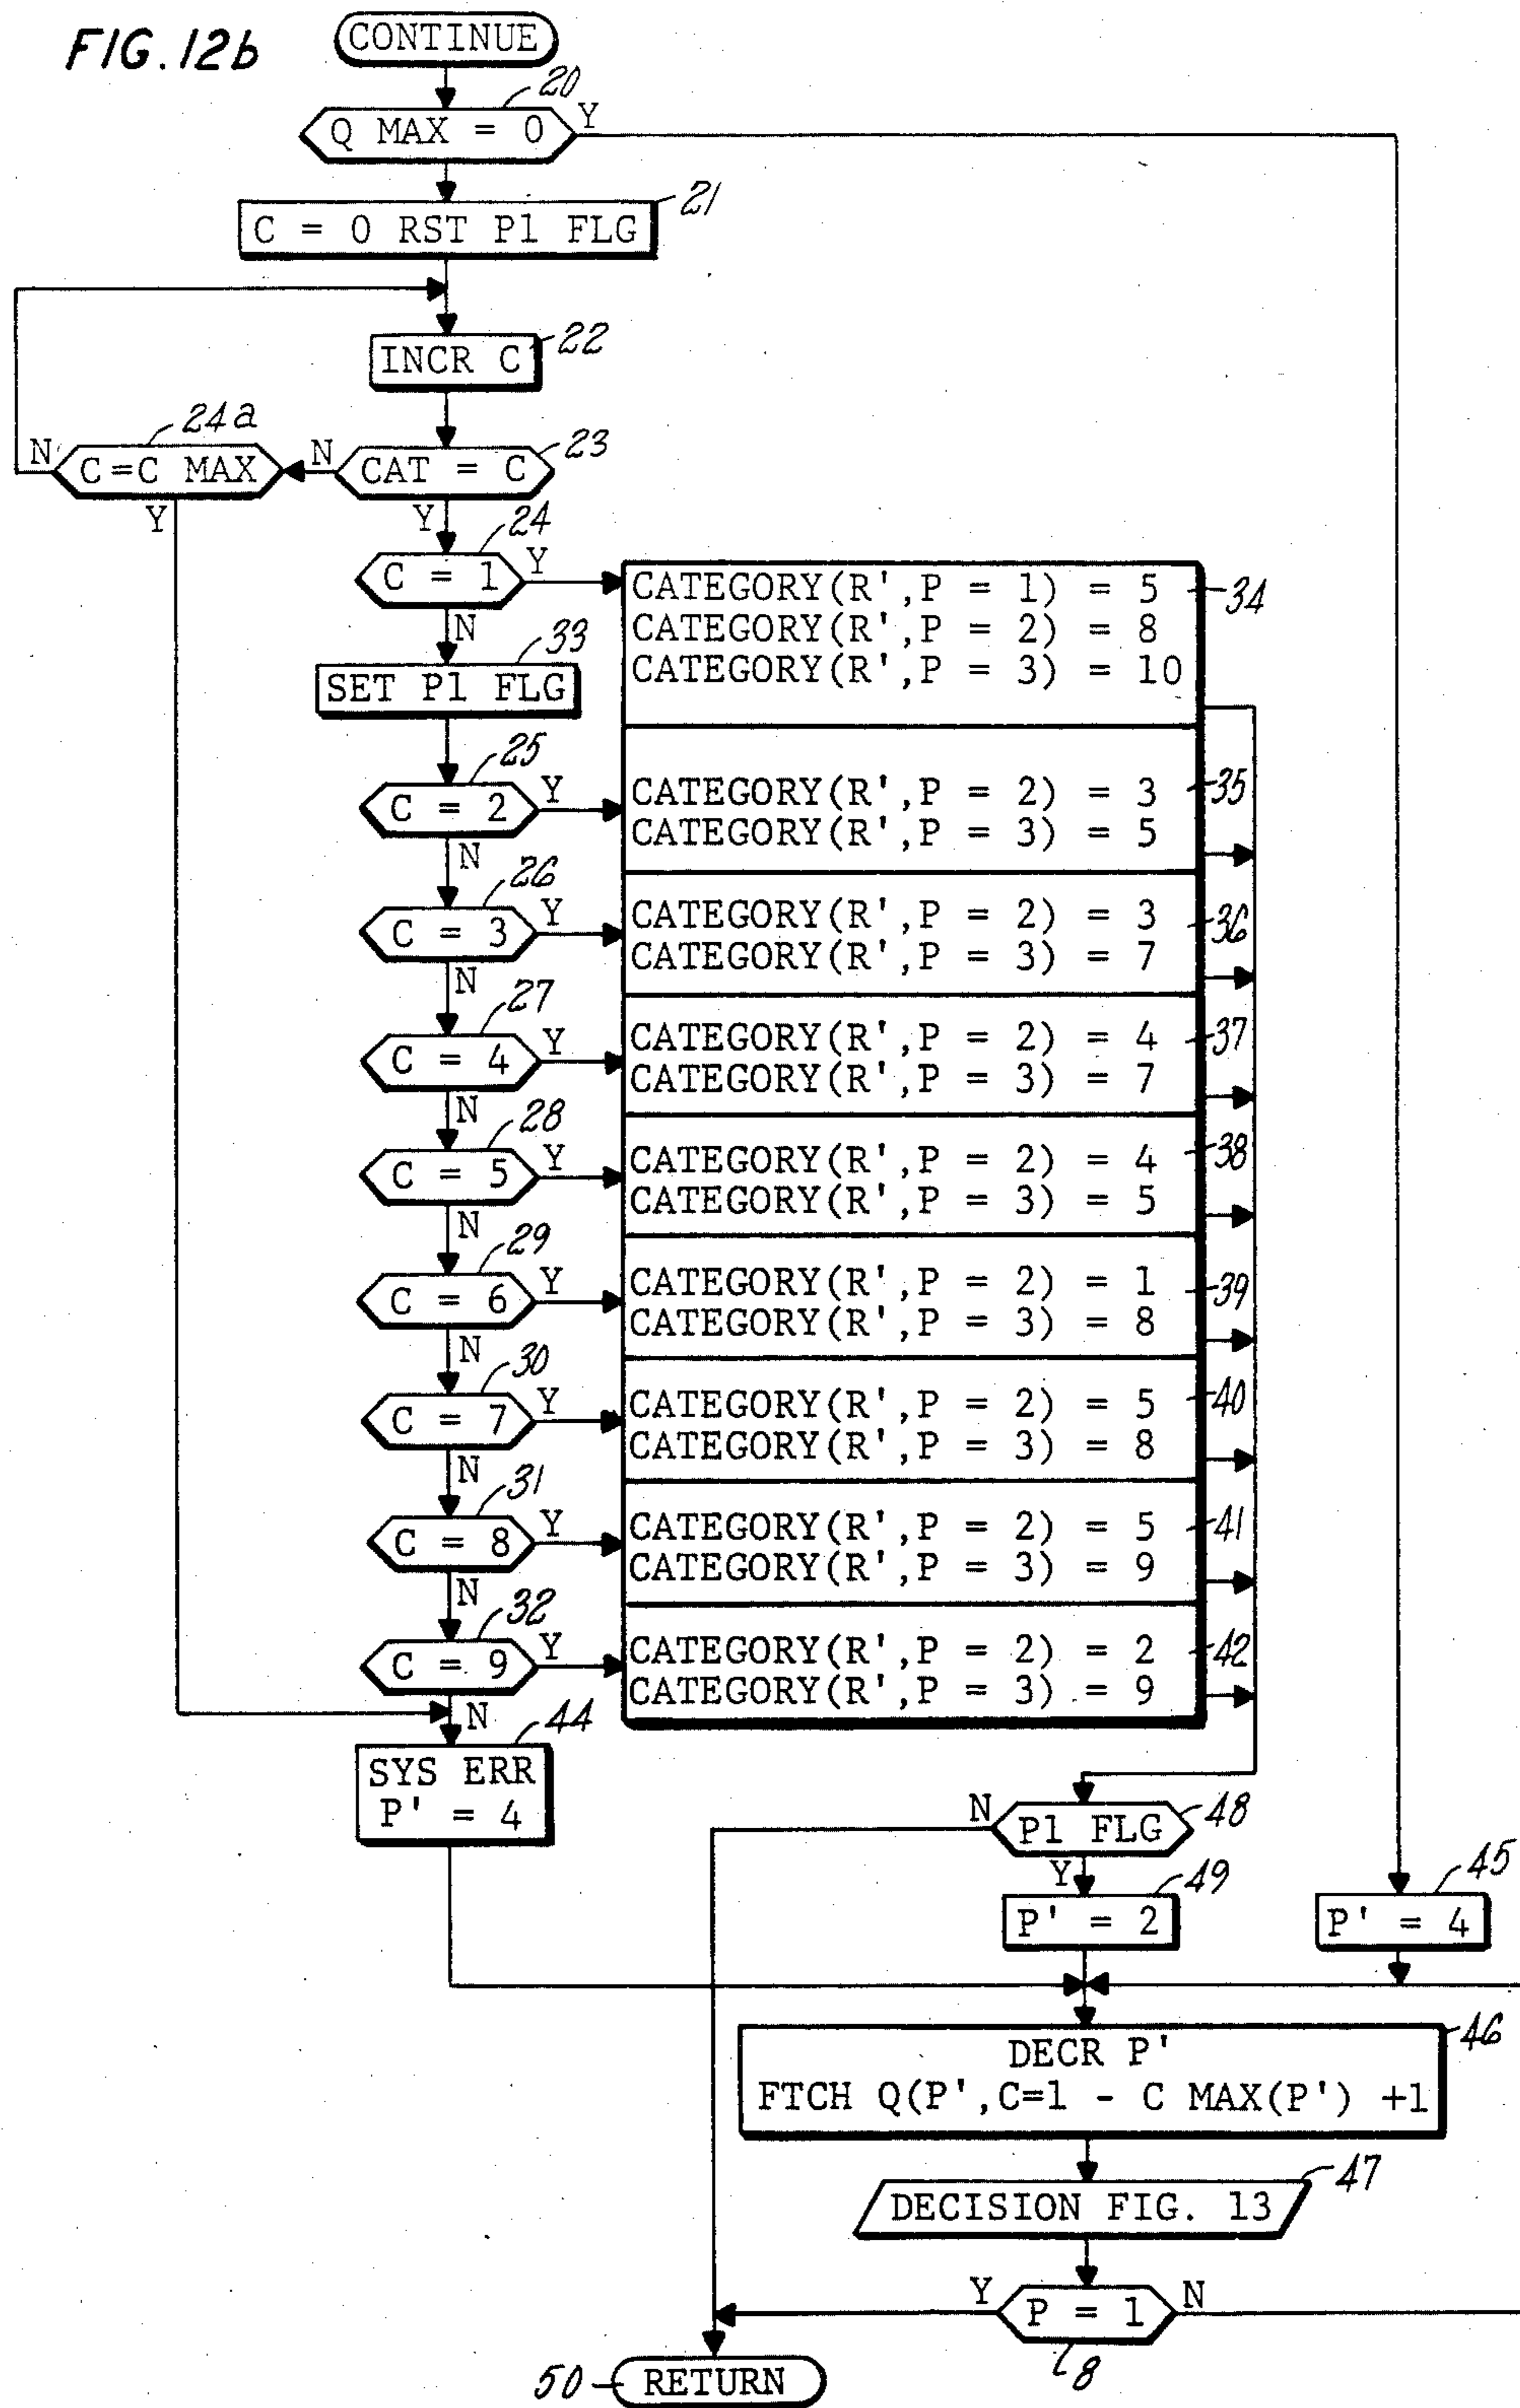 FIG. 12b
CONTINUE
20
Q MAX = 0
Y
21
C = 0 RST P1 FLG
INCR C
22
24a
N
C=C MAX
Y
N
CAT = C
23
Y
24
C = 1
Y
N
CATEGORY(R',P = 1) = 5
CATEGORY(R',P = 2) = 8
CATEGORY(R',P = 3) = 10
34
33
SET P1 FLG
25
C = 2
Y
N
CATEGORY(R',P = 2) = 3
CATEGORY(R',P = 3) = 5
35
26
C = 3
Y
N
CATEGORY(R',P = 2) = 3
CATEGORY(R',P = 3) = 7
36
27
C = 4
Y
N
CATEGORY(R',P = 2) = 4
CATEGORY(R',P = 3) = 7
37
28
C = 5
Y
N
CATEGORY(R',P = 2) = 4
CATEGORY(R',P = 3) = 5
38
29
C = 6
Y
N
CATEGORY(R',P = 2) = 1
CATEGORY(R',P = 3) = 8
39
30
C = 7
Y
N
CATEGORY(R',P = 2) = 5
CATEGORY(R',P = 3) = 8
40
31
C = 8
Y
N
CATEGORY(R',P = 2) = 5
CATEGORY(R',P = 3) = 9
41
32
C = 9
Y
N
CATEGORY(R',P = 2) = 2
CATEGORY(R',P = 3) = 9
42
44
SYS ERR
P' = 4
N
P1 FLG
48
Y
49
P' = 2
45
P' = 4
46
DECR P'
FTCH Q(P',C=1 - C MAX(P') +1
47
DECISION FIG. 13
Y
P = 1
N
8
50
RETURN